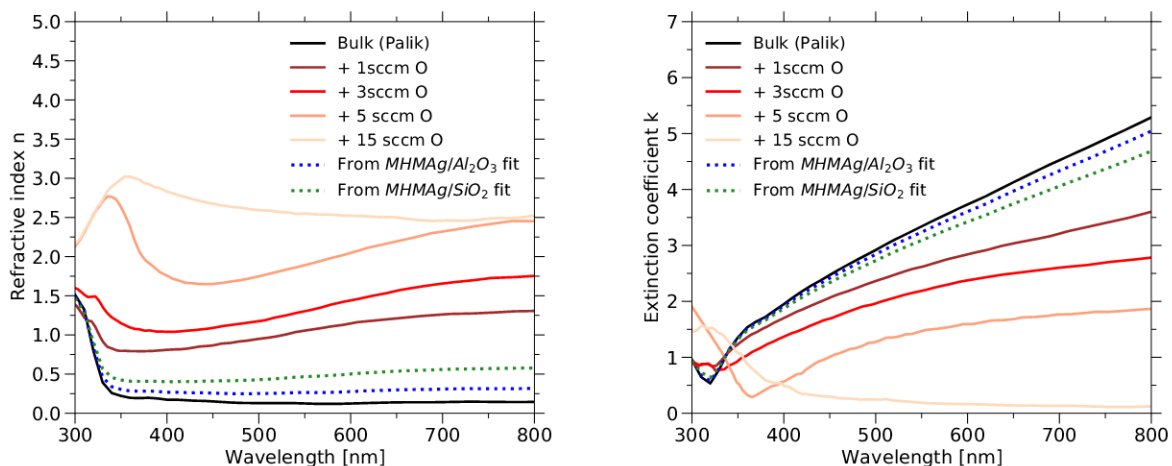 5.0
4.5
4.0
3.5
3.0
2.5
2.0
1.5
1.0
0.5
0.0
Refractive index n
Bulk (Palik)
+ 1sccm O
+ 3sccm O
+ 5 sccm O
+ 15 sccm O
From MHMAg/Al₂O₃ fit
From MHMAg/SiO₂ fit
300 400 500 600 700 800
Wavelength [nm]
7
6
5
4
3
2
1
0
Extinction coefficient k
Bulk (Palik)
+ 1sccm O
+ 3sccm O
+ 5 sccm O
+ 15 sccm O
From MHMAg/Al₂O₃ fit
From MHMAg/SiO₂ fit
300 400 500 600 700 800
Wavelength [nm]